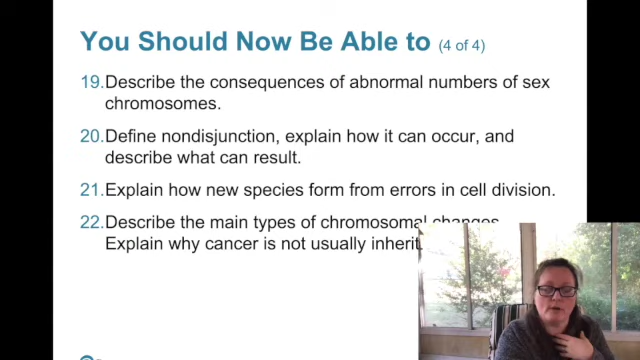 You Should Now Be Able to (4 of 4)
19.Describe the consequences of abnormal numbers of sex
chromosomes.
20.Define nondisjunction, explain how it can occur, and
describe what can result.
21.Explain how new species form from errors in cell division.
22.Describe the main types of chromosomal changes.
Explain why cancer is not usually inherit